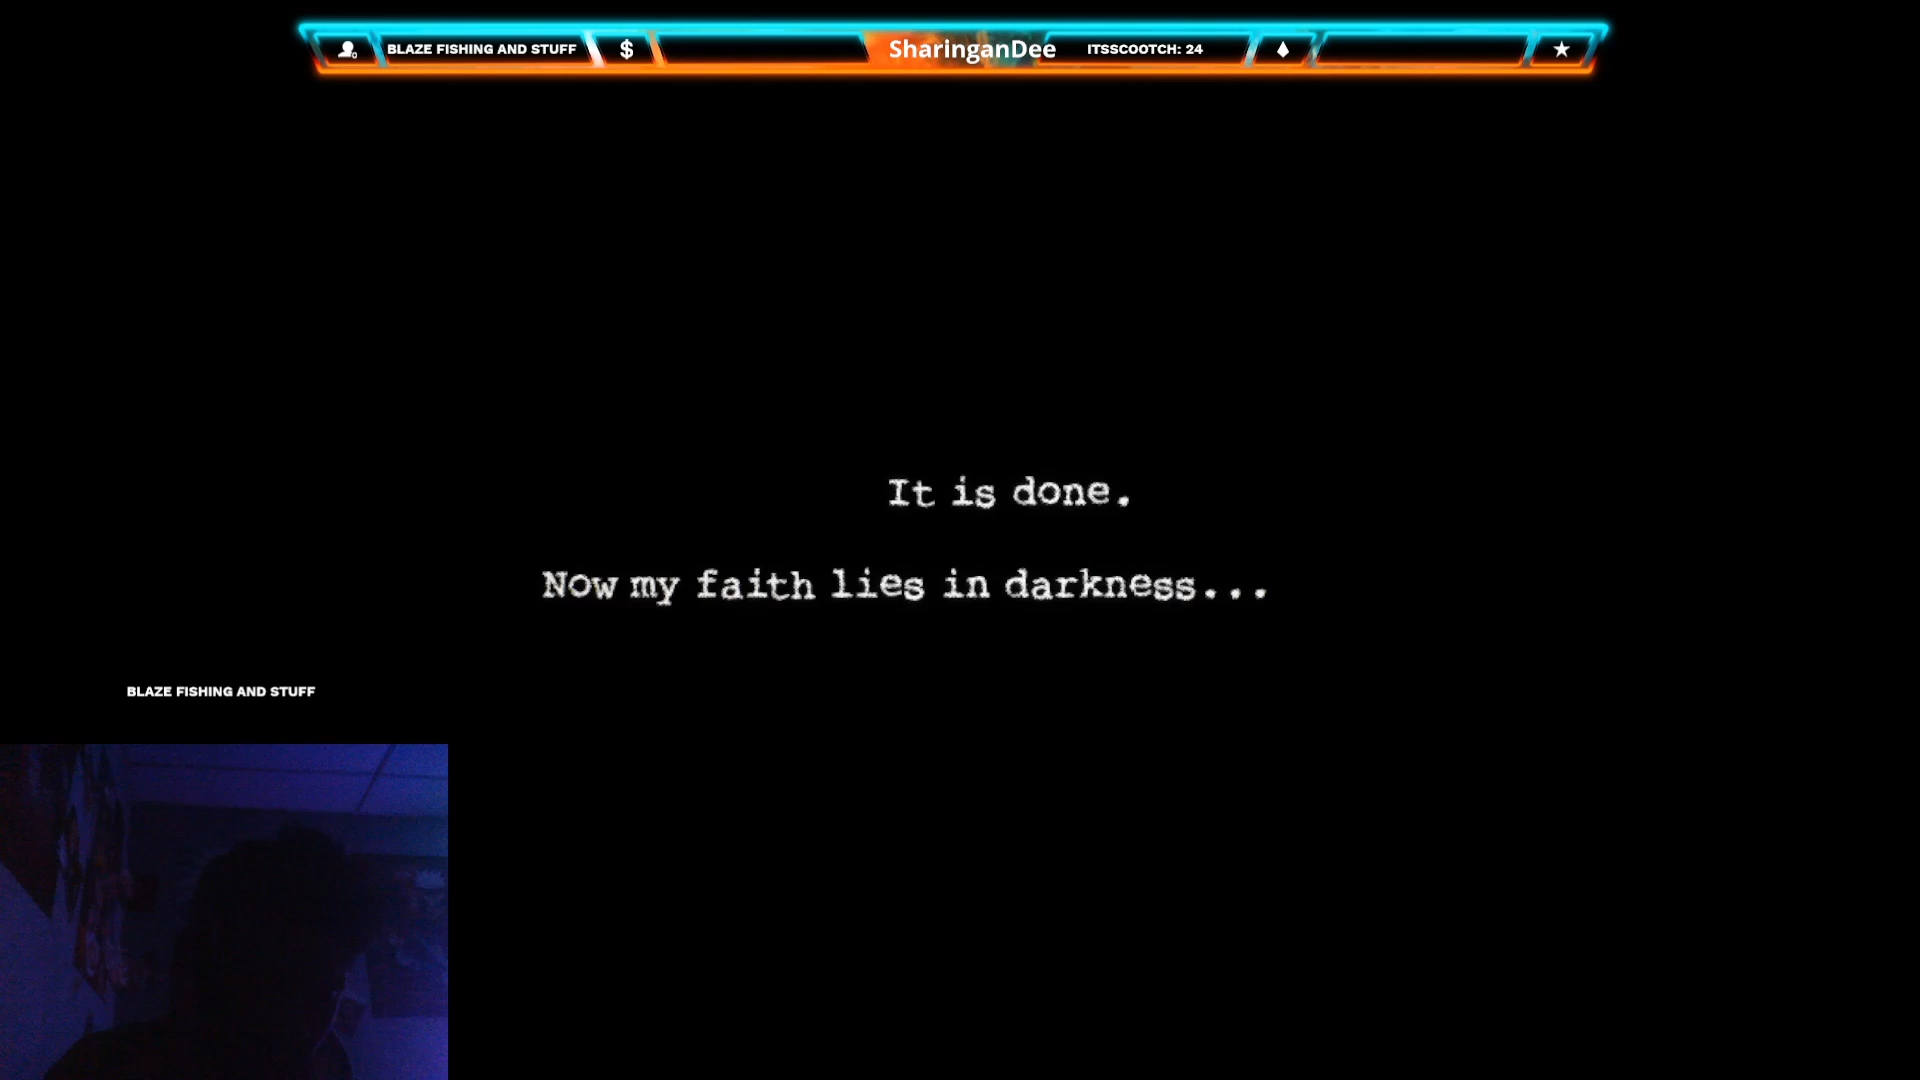 BLAZE FISHING AND STUFF $ SharinganDee ITSSCOOTCH: 24
It is done.
Now my faith lies in darkness...
BLAZE FISHING AND STUFF